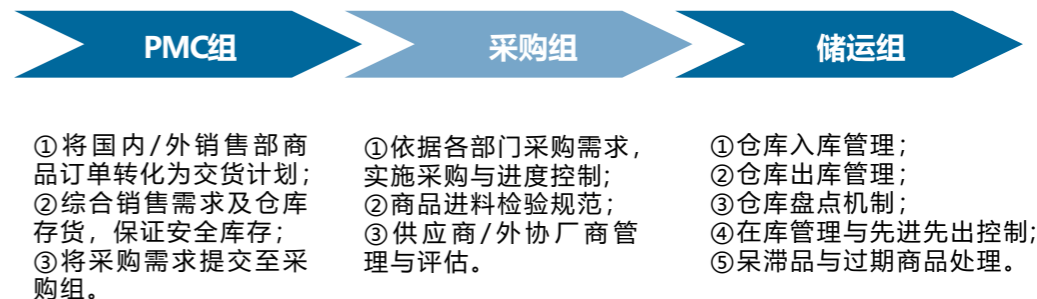 PMC组
采购组
储运组
①将国内/外销售部商
品订单转化为交货计划;
②综合销售需求及仓库
存货，保证安全库存;
③将采购需求提交至采
购组。
①依据各部门采购需求，
实施采购与进度控制;
②商品进料检验规范;
③供应商/外协厂商管
理与评估。
①仓库入库管理;
②仓库出库管理;
③仓库盘点机制;
④在库管理与先进先出控制;
⑤呆滞品与过期商品处理。